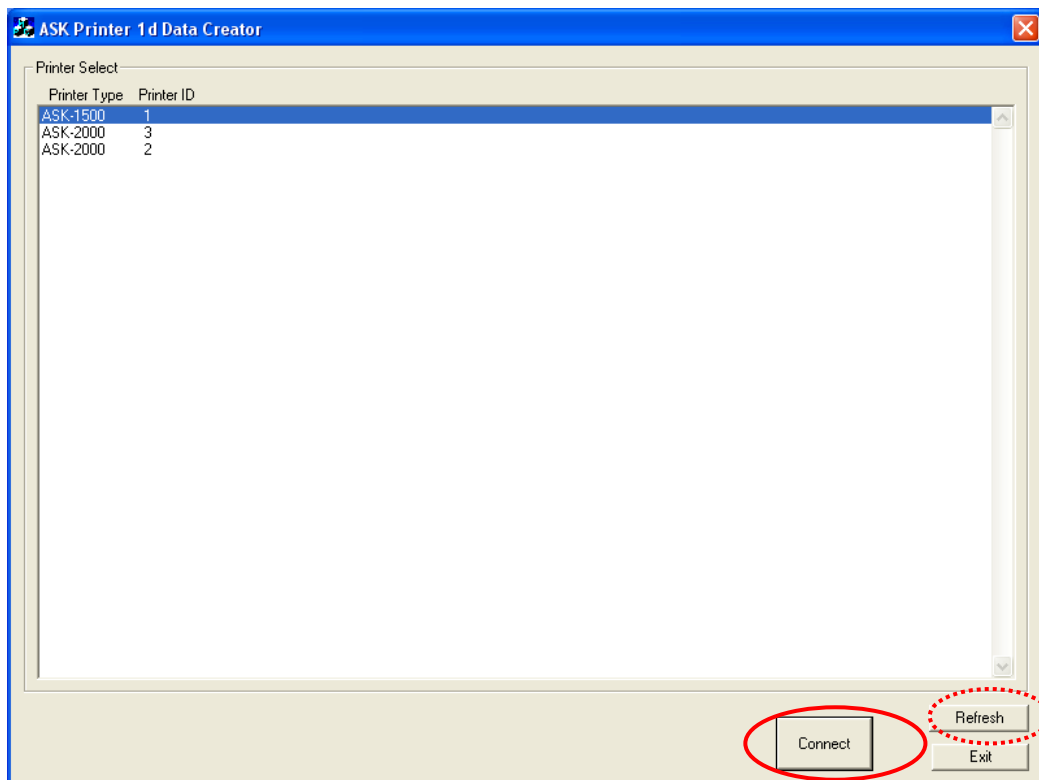 ASK Printer 1d Data Creator
Printer Select
Printer Type Printer ID
ASK-1500 1
ASK-2000 3
ASK-2000 2
Refresh
Connect
Exit